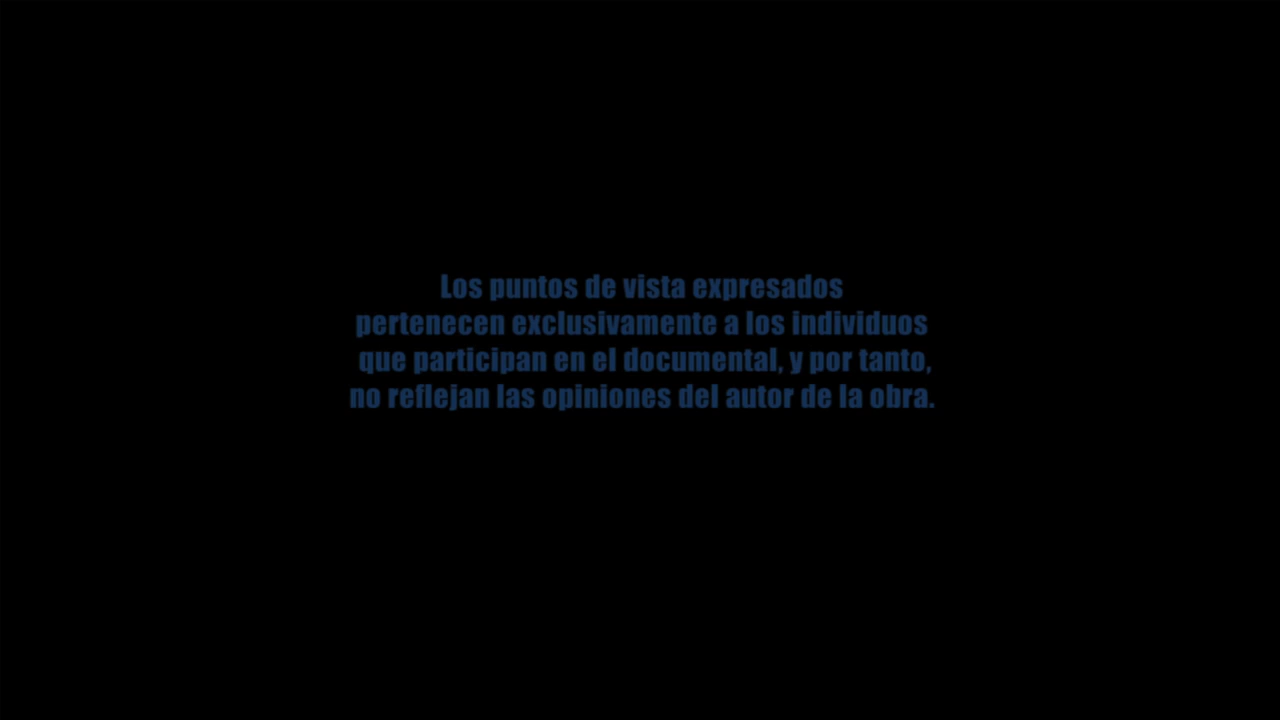 Los puntos de vista expresados
pertenecen exclusivamente a los individuos
que participan en el documental, y por tanto,
no reflejan las opiniones del autor de la obra.